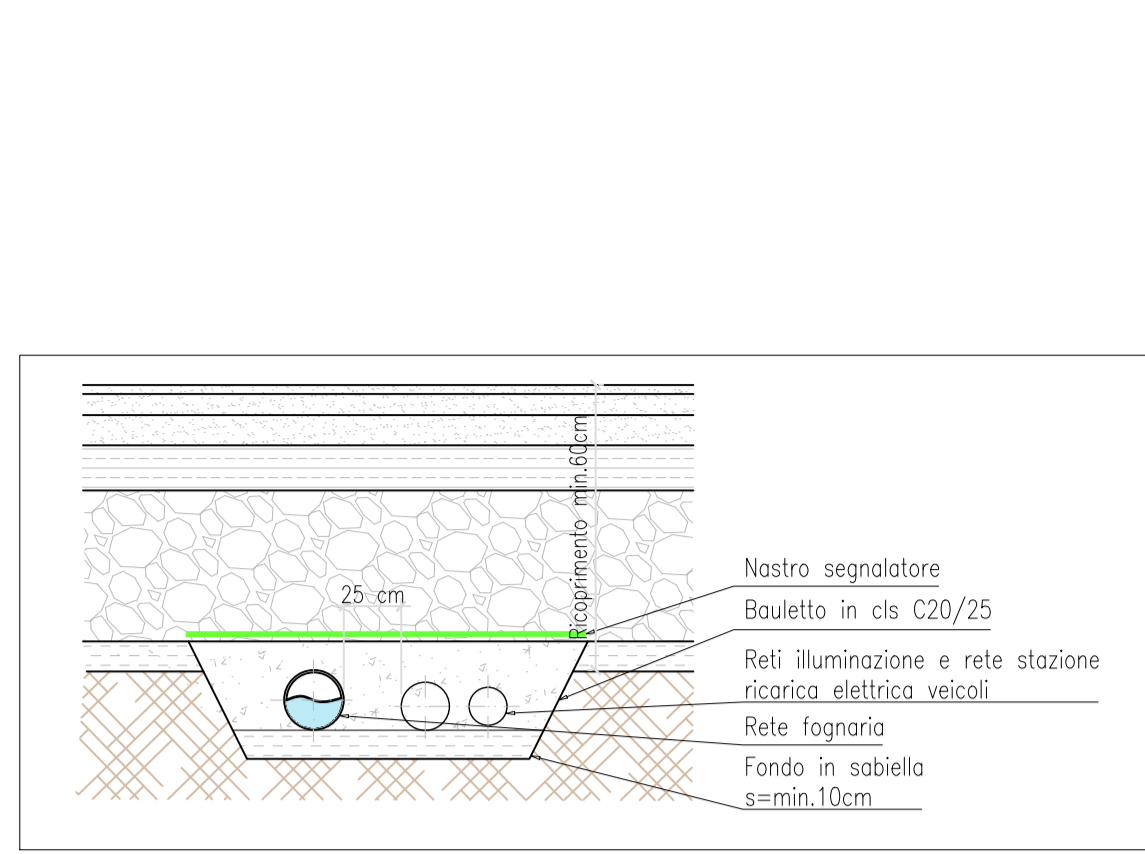 Ricoprimento min.60cm
25 cm
Nastro segnalatore
Bauletto in cls C20/25
Reti illuminazione e rete stazione
ricarica elettrica veicoli
Rete fognaria
Fondo in sabiella
s=min.10cm